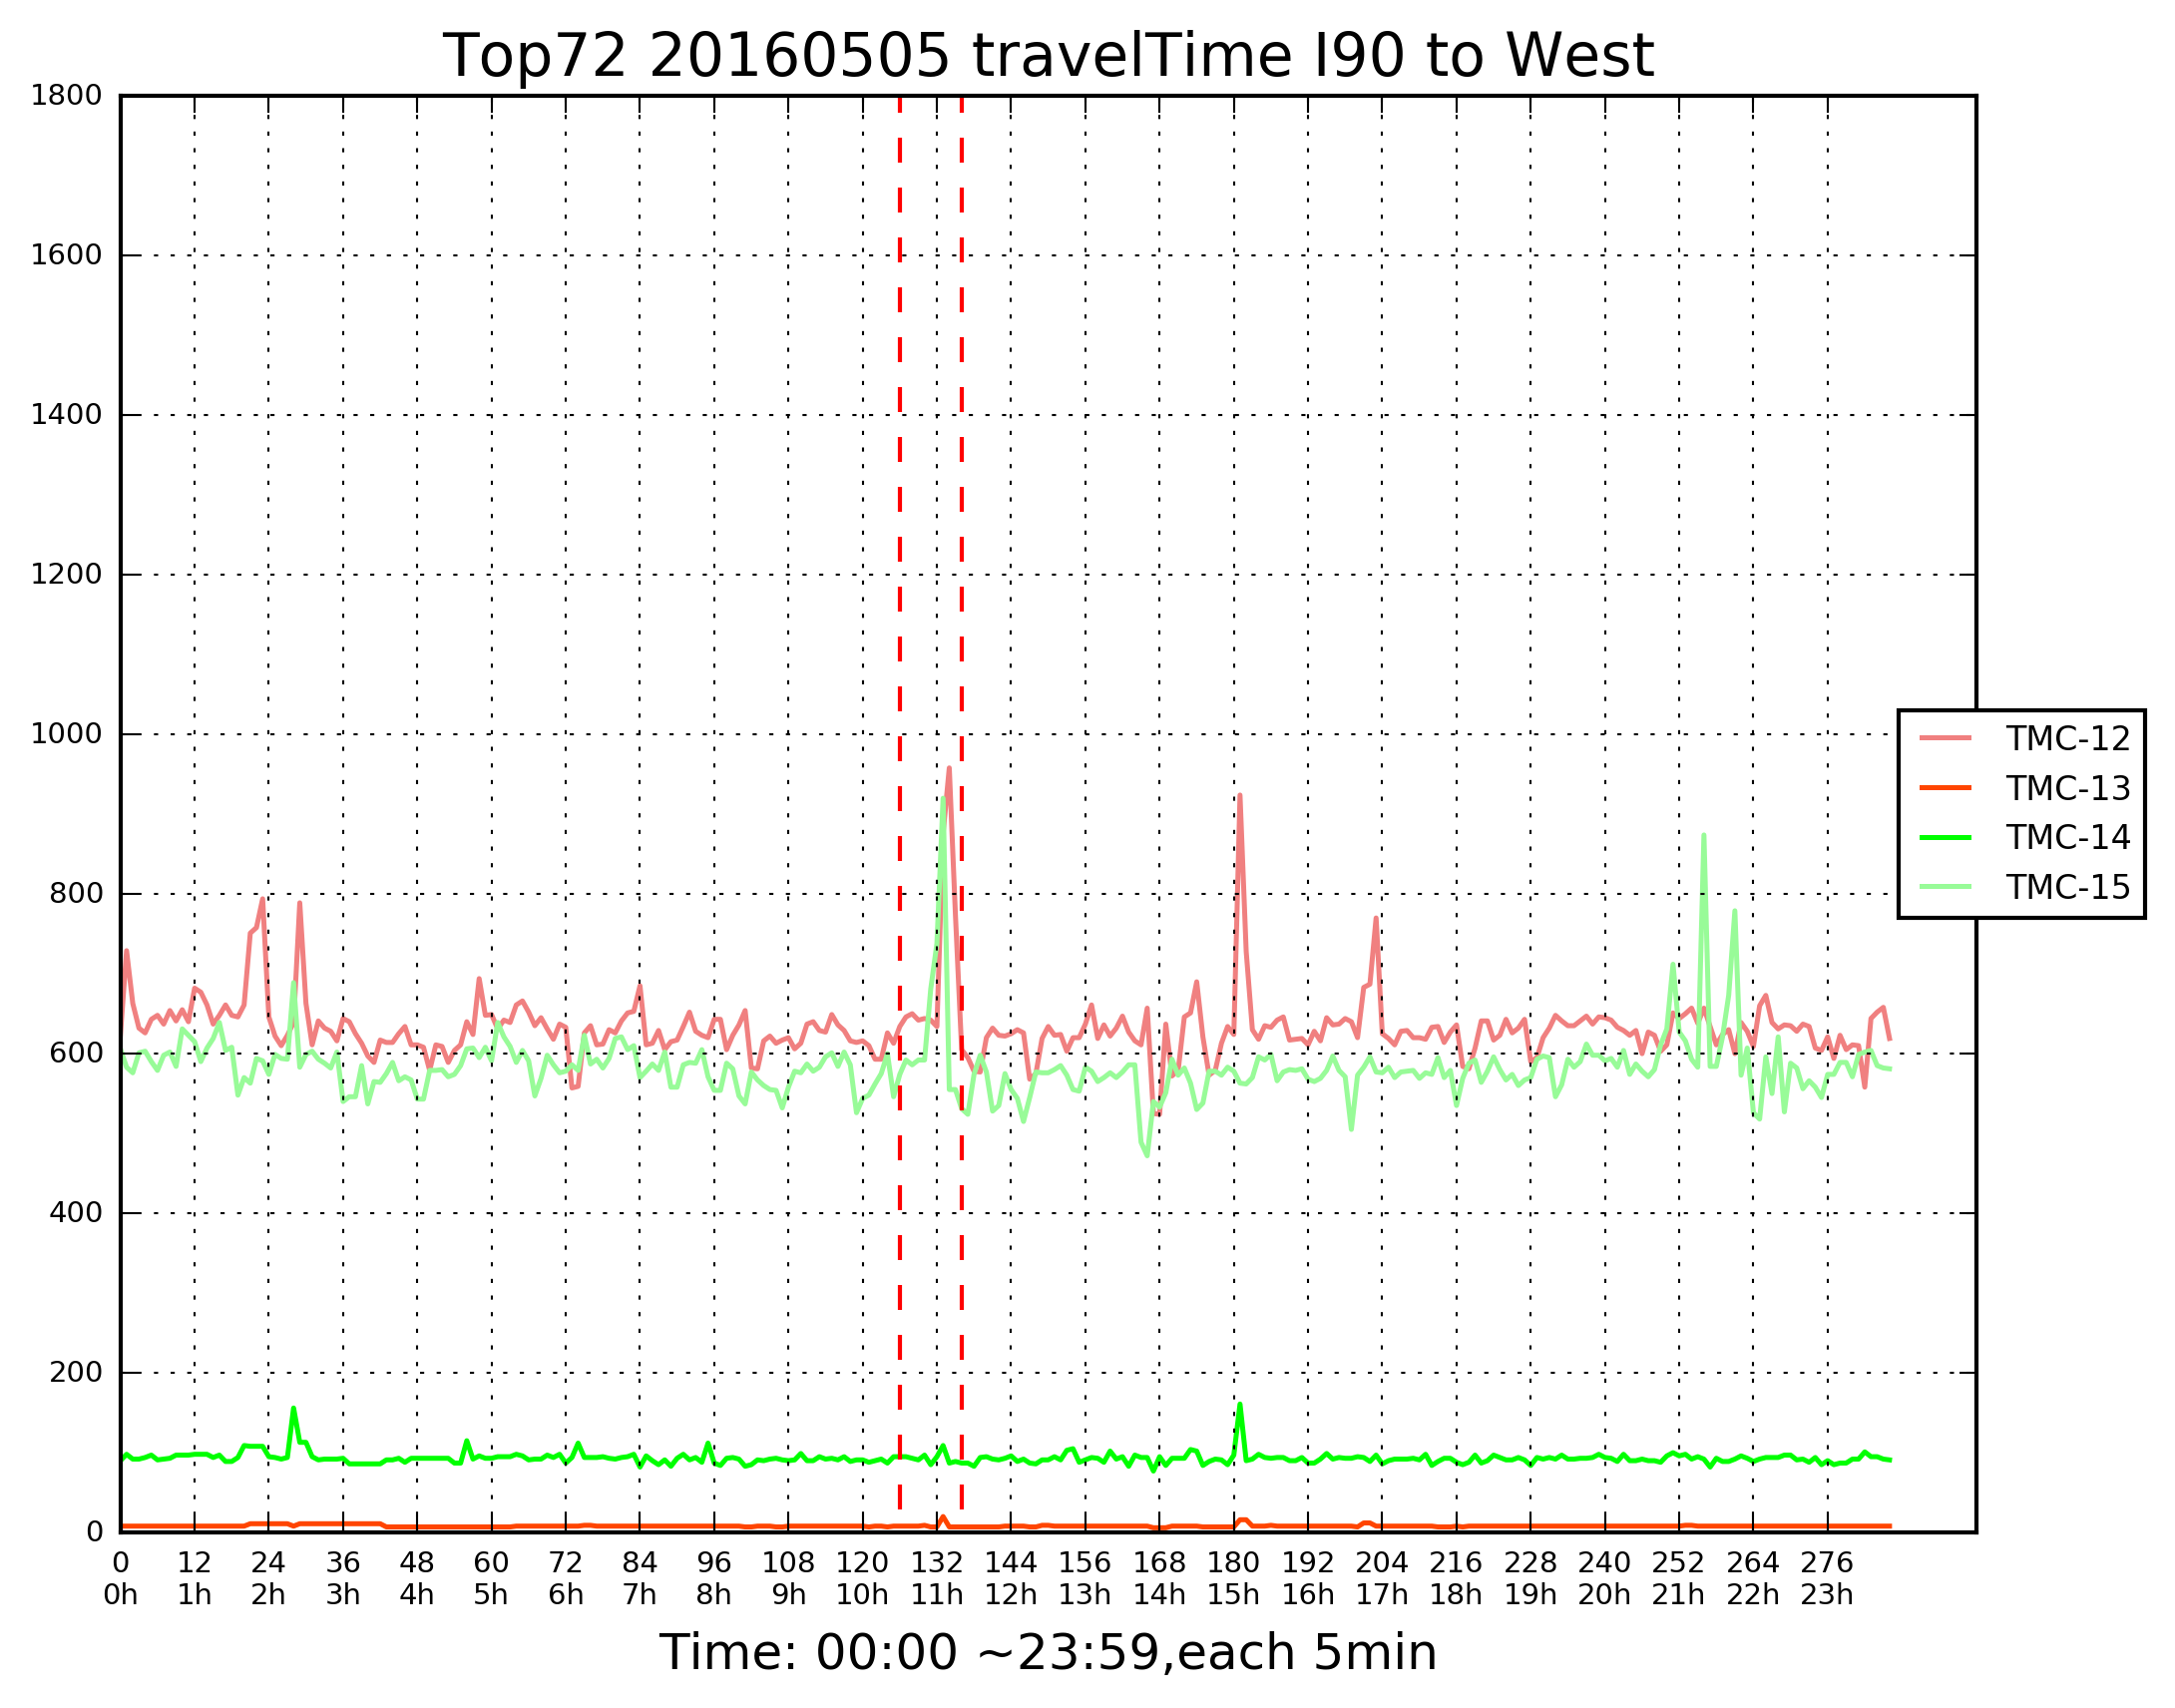 Top72 20160505 travelTime I90 to West
1800
1600
1400
1200
1000
800
600
400
200
0
TMC-12
TMC-13
TMC-14
TMC-15
0 12 24 36 48 60 72 84 96 108 120 132 144 156 168 180 192 204 216 228 240 252 264 276
0h 1h 2h 3h 4h 5h 6h 7h 8h 9h 10h 11h 12h 13h 14h 15h 16h 17h 18h 19h 20h 21h 22h 23h
Time: 00:00 ~23:59,each 5min